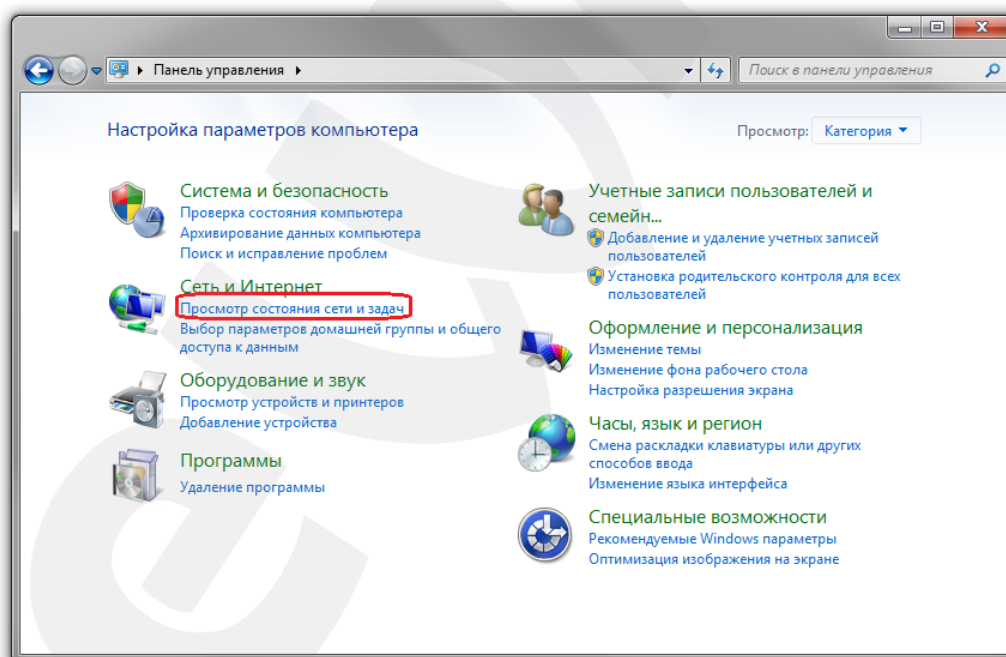 Панель управления
Поиск в панели управления
Настройка параметров компьютера
Просмотр: Категория
Система и безопасность
Проверка состояния компьютера
Архивирование данных компьютера
Поиск и исправление проблем
Сеть и Интернет
Просмотр состояния сети и задач
Выбор параметров домашней группы и общего
доступа к данным
Оборудование и звук
Просмотр устройств и принтеров
Добавление устройства
Программы
Удаление программы
Учетные записи пользователей и
семейн...
Добавление и удаление учетных записей
пользователей
Установка родительского контроля для всех
пользователей
Оформление и персонализация
Изменение темы
Изменение фона рабочего стола
Настройка разрешения экрана
Часы, язык и регион
Смена раскладки клавиатуры или других
способов ввода
Изменение языка интерфейса
Специальные возможности
Рекомендуемые Windows параметры
Оптимизация изображения на экране